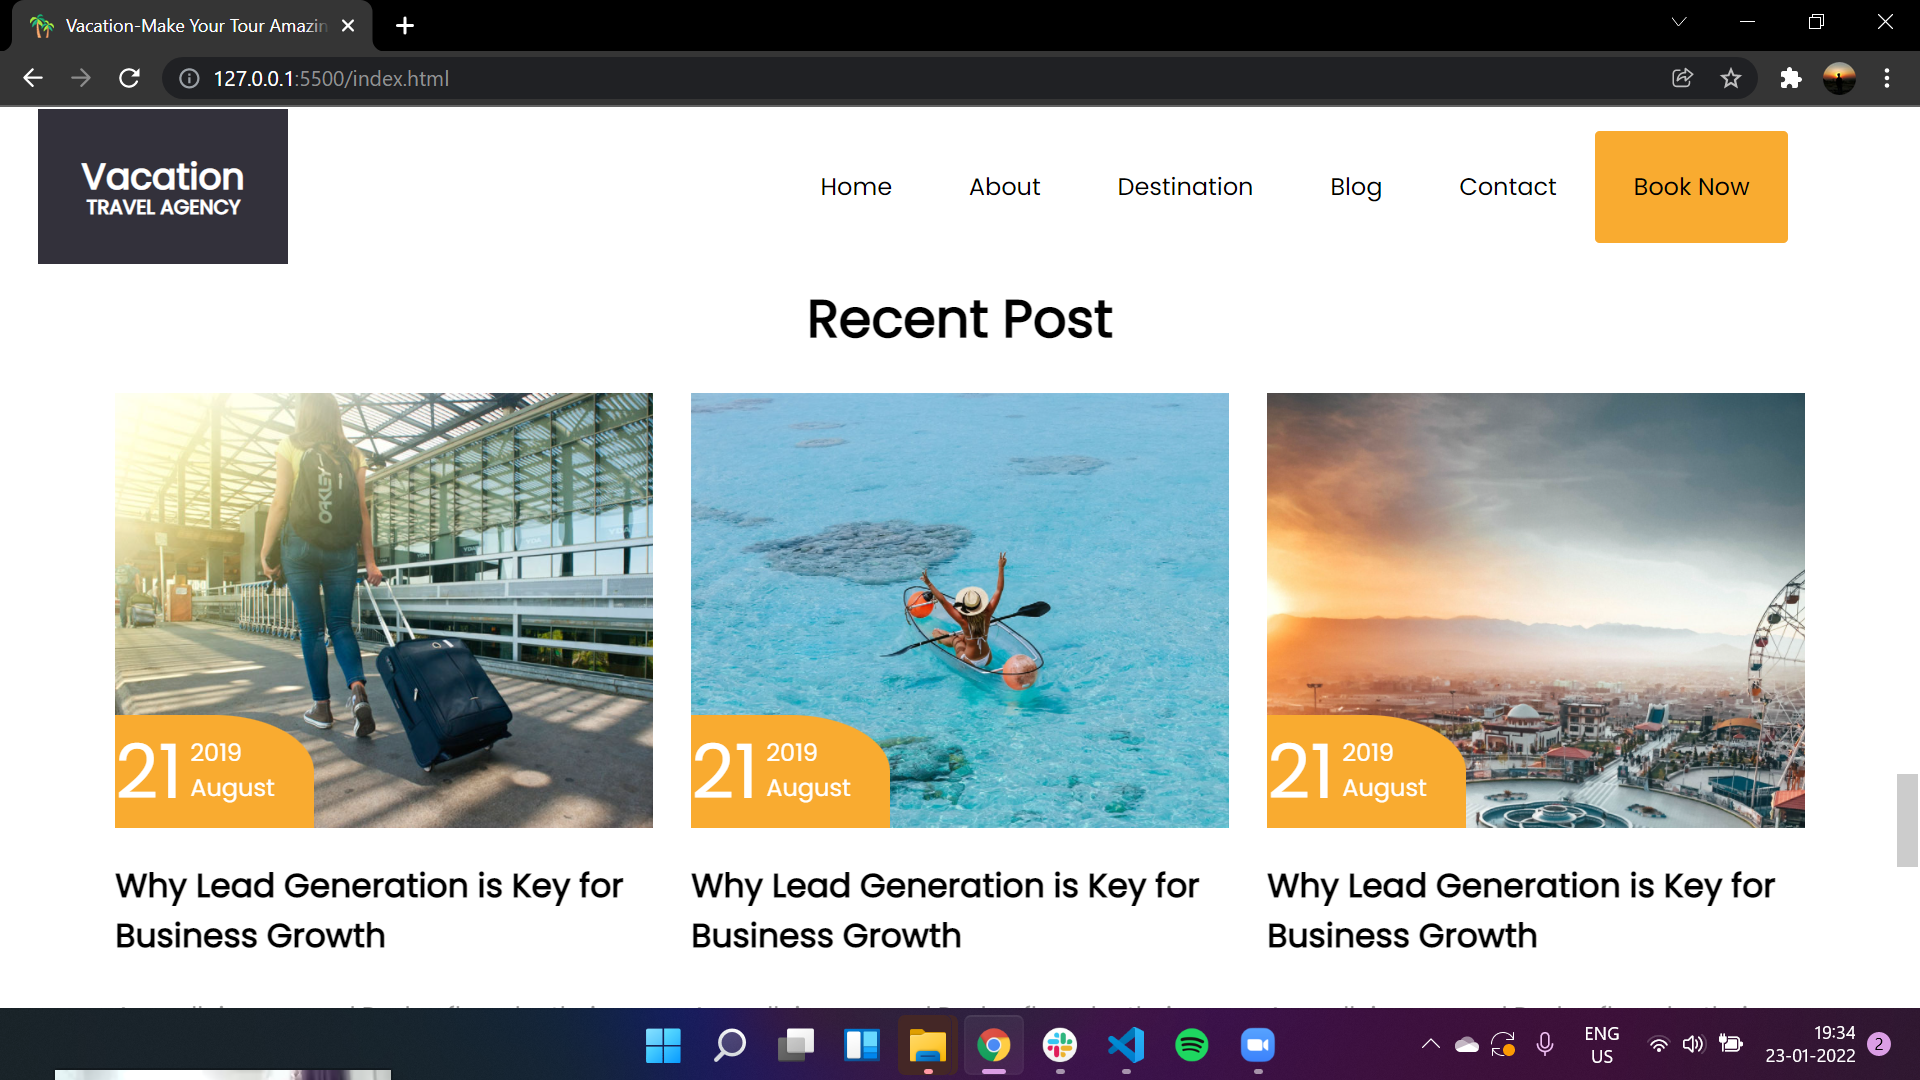 Vacation-Make Your Tour Amazin
127.0.0.1:5500/index.html
Vacation
TRAVEL AGENCY
Home About Destination Blog Contact Book Now
Recent Post
OAKLEY
21 2019 August
21 2019 August
21 2019 August
Why Lead Generation is Key for Business Growth
Why Lead Generation is Key for Business Growth
Why Lead Generation is Key for Business Growth
ENG
US
19:34
23-01-2022
2